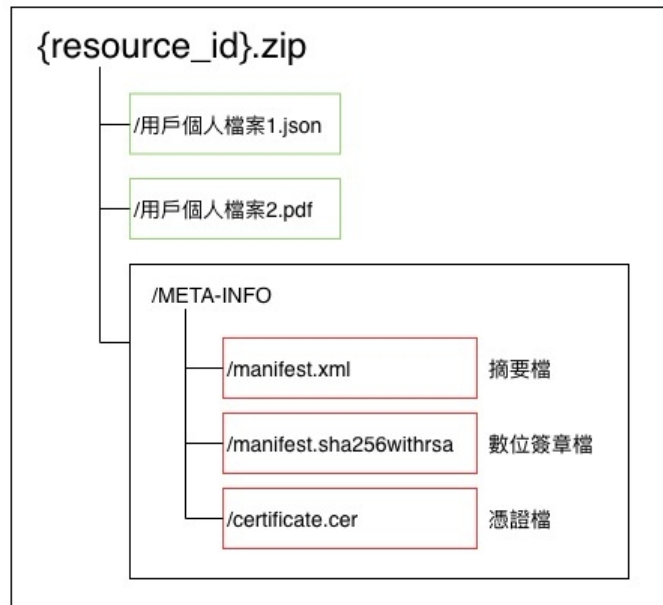 {resource_id}.zip
/用戶個人檔案1.json
/用戶個人檔案2.pdf
/META-INFO
/manifest.xml 摘要檔
/manifest.sha256withrsa 數位簽章檔
/certificate.cer 憑證檔